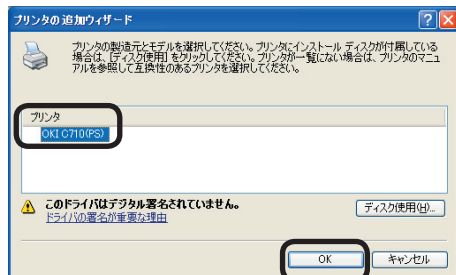 プリンタの追加ウィザード
プリンタの製造元とモデルを選択してください。プリンタにインストール ディスクが付属している
場合は、[ディスク使用] をクリックしてください。プリンタが一覧にない場合は、プリンタのマニュ
アルを参照して互換性のあるプリンタを選択してください。
プリンタ
OKI C710(PS)
このドライバはデジタル署名されていません。
ドライバの署名が重要な理由
ディスク使用(H)...
OK
キャンセル